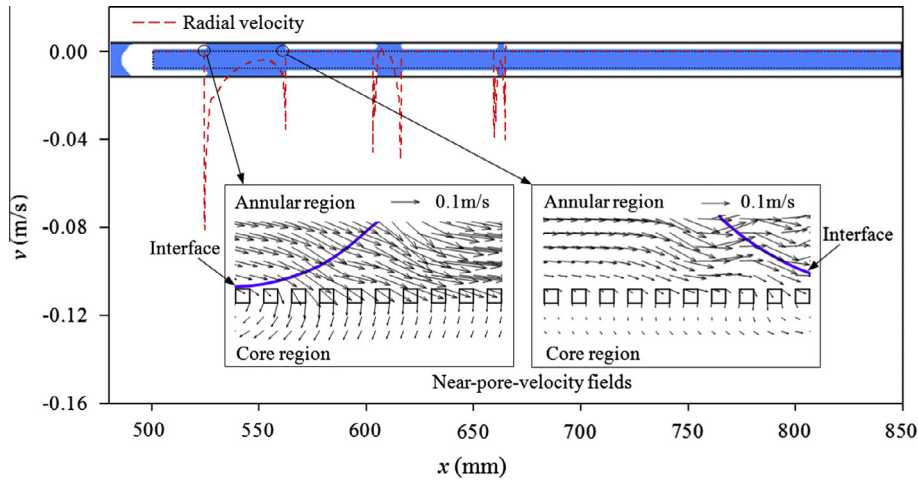 Radial velocity
0.00
-0.04
-0.08
-0.12
-0.16
v (m/s)
Annular region
0.1m/s
Interface
Core region
Annular region
0.1m/s
Interface
Core region
Near-pore-velocity fields
500
550
600
650
700
750
800
850
x (mm)